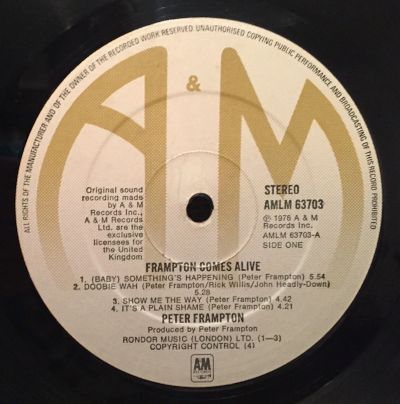 ALL RIGHTS OF THE MANUFACTURER AND OF THE OWNER OF THE RECORDED WORK RESERVED UNAUTHORISED COPYING PUBLIC PERFORMANCE AND BROADCASTING OF THIS RECORD PROHIBITED
A & M
Original sound
recording made
by A & M
Records Inc.,
A & M Records
Ltd. are the
exclusive
licensees for
the United
Kingdom
STEREO
AMLM 63703
Ⓟ 1976 A & M
Records Inc.
AMLM 63703-A
SIDE ONE
FRAMPTON COMES ALIVE
1. (BABY) SOMETHING'S HAPPENING (Peter Frampton) 5.54
2. DOOBIE WAH (Peter Frampton/Rick Willis/John Headly-Down)
5.28
3. SHOW ME THE WAY (Peter Frampton) 4.42
4. IT'S A PLAIN SHAME (Peter Frampton) 4.21
PETER FRAMPTON
Produced by Peter Frampton
RONDOR MUSIC (LONDON) LTD. (1—3)
COPYRIGHT CONTROL (4)
A&M
RECORDS